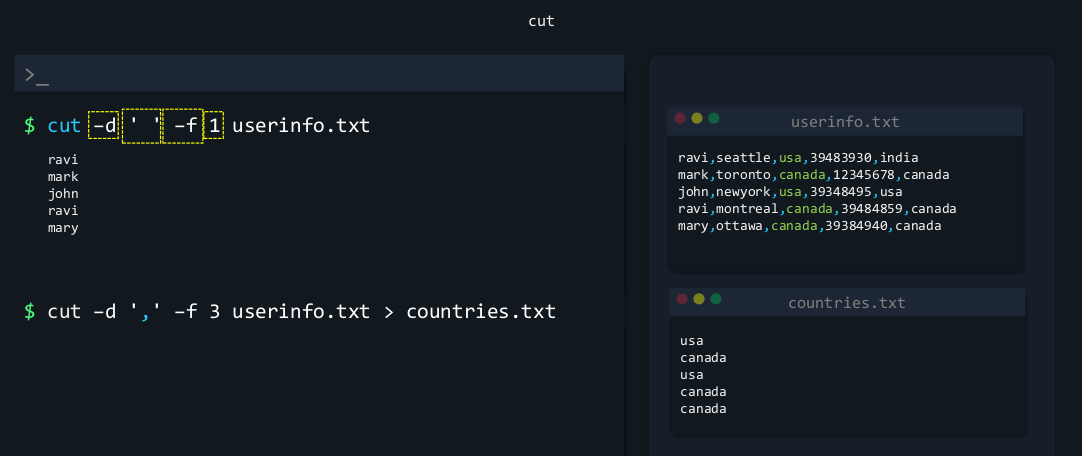 cut
>_
$ cut -d ' ' -f 1 userinfo.txt
ravi
mark
john
ravi
mary
$ cut -d ',' -f 3 userinfo.txt > countries.txt
userinfo.txt
ravi,seattle,usa,39483930,india
mark,toronto,canada,12345678,canada
john,newyork,usa,39348495,usa
ravi,montreal,canada,39484859,canada
mary,ottawa,canada,39384940,canada
countries.txt
usa
canada
usa
canada
canada